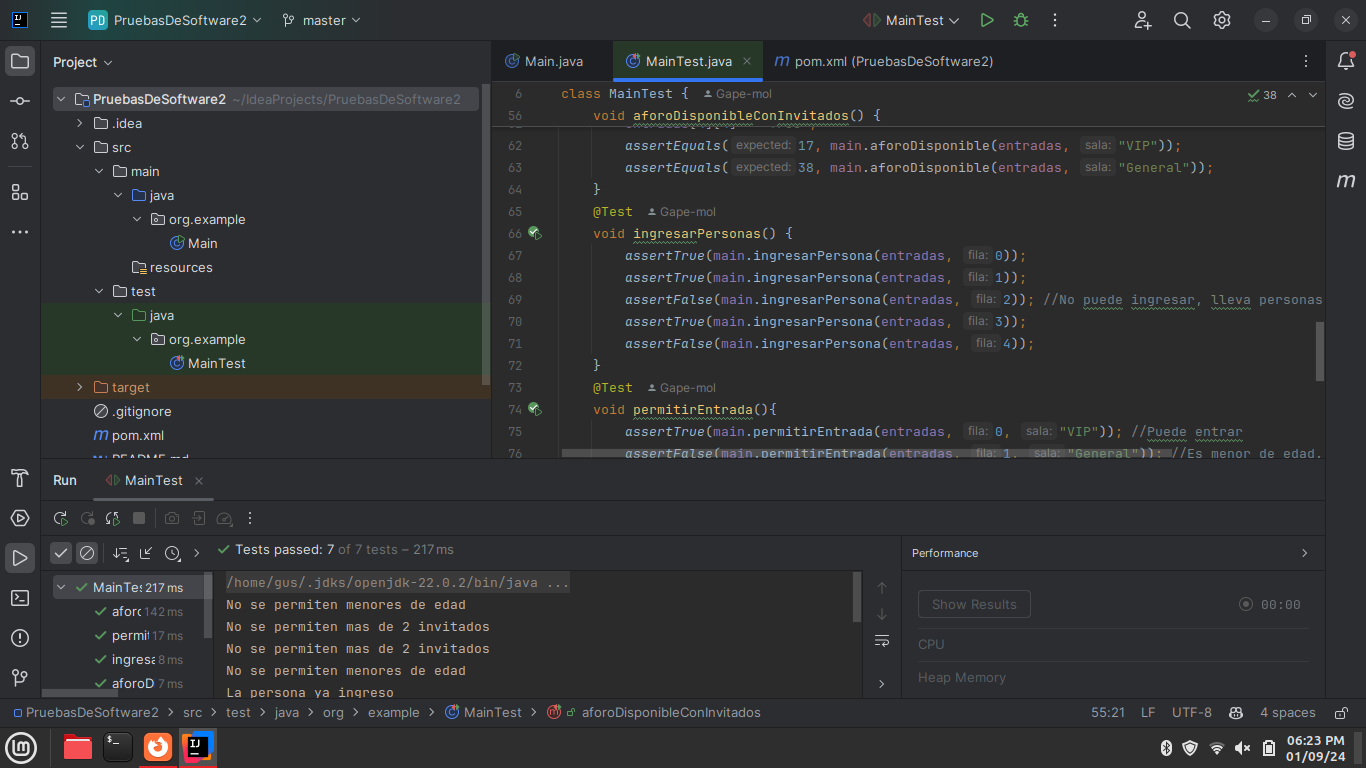 PD PruebasDeSoftware2 master MainTest
Project
Main.java MainTest.java pom.xml (PruebasDeSoftware2)
PruebasDeSoftware2 ~/IdeaProjects/PruebasDeSoftware2
.idea
src
main
java
org.example
Main
resources
test
java
org.example
MainTest
target
.gitignore
pom.xml
README.md
6 class MainTest { Gape-mol
38
56 void aforoDisponibleConInvitados() {
62 assertEquals( expected: 17, main.aforoDisponible(entradas, sala: "VIP"));
63 assertEquals( expected: 38, main.aforoDisponible(entradas, sala: "General"));
64 }
65 @Test Gape-mol
66 void ingresarPersonas() {
67 assertTrue(main.ingresarPersona(entradas, fila: 0));
68 assertTrue(main.ingresarPersona(entradas, fila: 1));
69 assertFalse(main.ingresarPersona(entradas, fila: 2)); //No puede ingresar, lleva personas
70 assertTrue(main.ingresarPersona(entradas, fila: 3));
71 assertFalse(main.ingresarPersona(entradas, fila: 4));
72 }
73 @Test Gape-mol
74 void permitirEntrada(){
75 assertTrue(main.permitirEntrada(entradas, fila: 0, sala: "VIP")); //Puede entrar
76 assertFalse(main.permitirEntrada(entradas, fila: 1, sala: "General")); //Es menor de edad.
Run MainTest
Tests passed: 7 of 7 tests – 217 ms
MainTes 217 ms
aforo 142 ms
permit 17 ms
ingresa 8 ms
aforoD 7 ms
/home/gus/.jdks/openjdk-22.0.2/bin/java ...
No se permiten menores de edad
No se permiten mas de 2 invitados
No se permiten mas de 2 invitados
No se permiten menores de edad
La persona ya ingreso
Performance
Show Results 00:00
CPU
Heap Memory
PruebasDeSoftware2 > src > test > java > org > example > MainTest > aforoDisponibleConInvitados
55:21 LF UTF-8 4 spaces
06:23 PM
01/09/24